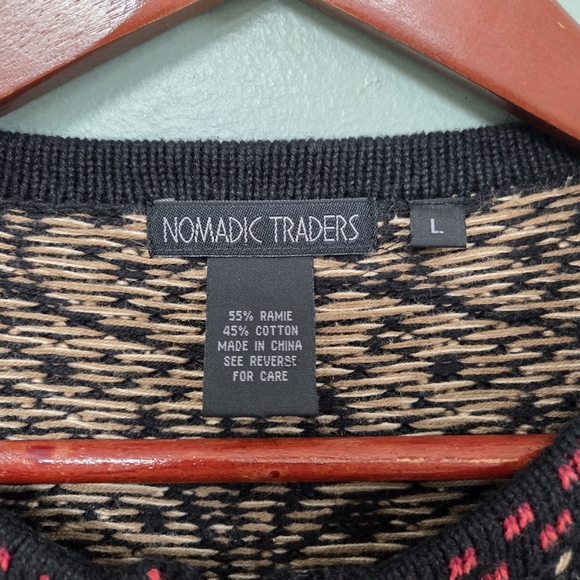 NOMADIC TRADERS
L
55% RAMIE
45% COTTON
MADE IN CHINA
SEE REVERSE
FOR CARE